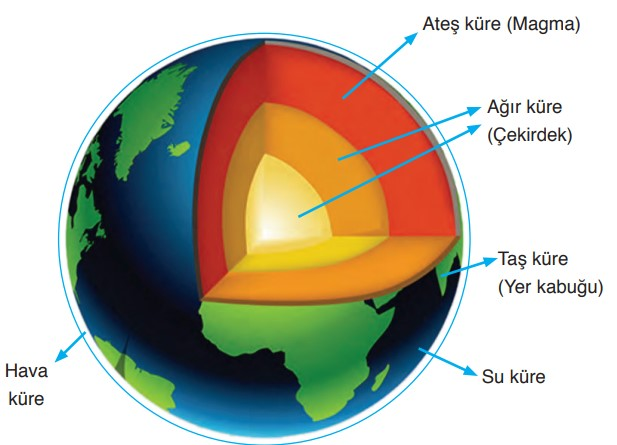 Ateş küre (Magma)
Ağır küre
(Çekirdek)
Taş küre
(Yer kabuğu)
Su küre
Hava
küre